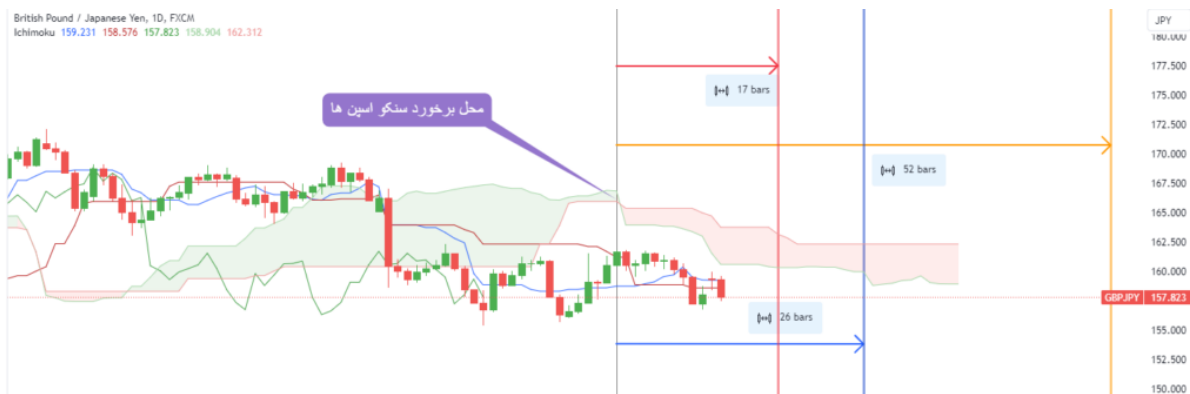 British Pound / Japanese Yen, 1D, FXCM
Ichimoku 159.231 158.576 157.823 158.904 162.312
JPY
180.000
177.500
17 bars
محل برخورد سنکو اسپن ها
175.000
172.500
170.000
52 bars
167.500
165.000
162.500
160.000
GBPJPY 157.823
26 bars
155.000
152.500
150.000